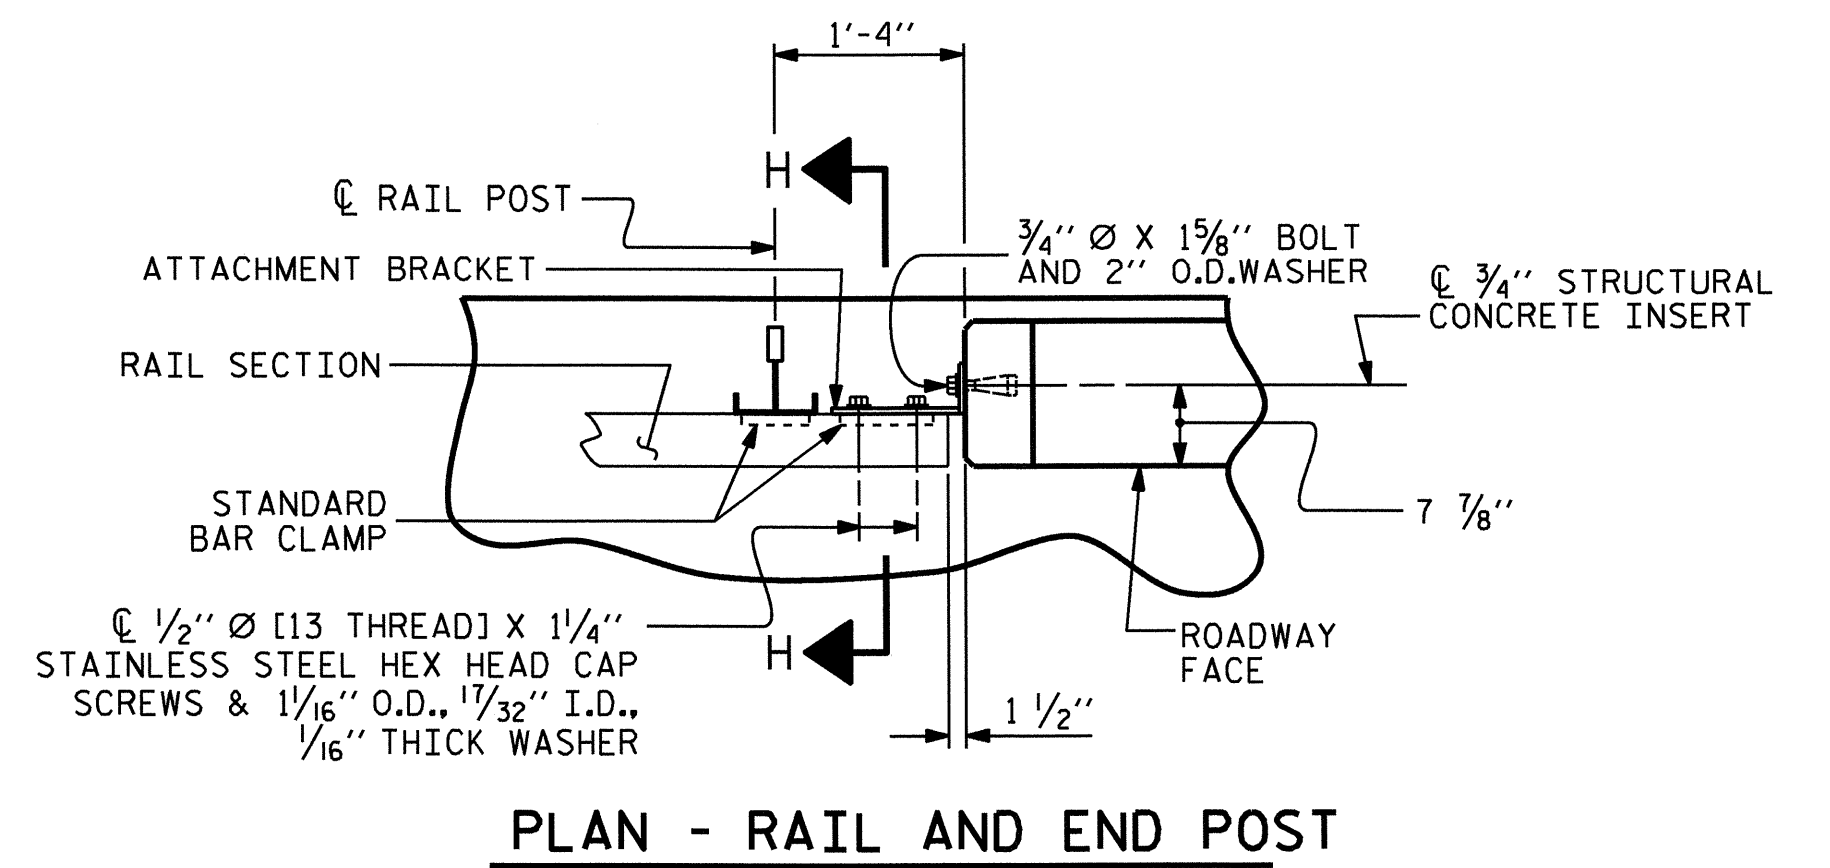 1'-4"
H
℄ RAIL POST
ATTACHMENT BRACKET
3/4" Ø X 1 5/8" BOLT
AND 2" O.D.WASHER
℄ 3/4" STRUCTURAL
CONCRETE INSERT
RAIL SECTION
STANDARD
BAR CLAMP
7 7/8"
℄ 1/2" Ø [13 THREAD] X 1 1/4"
STAINLESS STEEL HEX HEAD CAP
SCREWS & 1 1/16" O.D., 17/32" I.D.,
1/16" THICK WASHER
H
ROADWAY
FACE
1 1/2"
PLAN - RAIL AND END POST